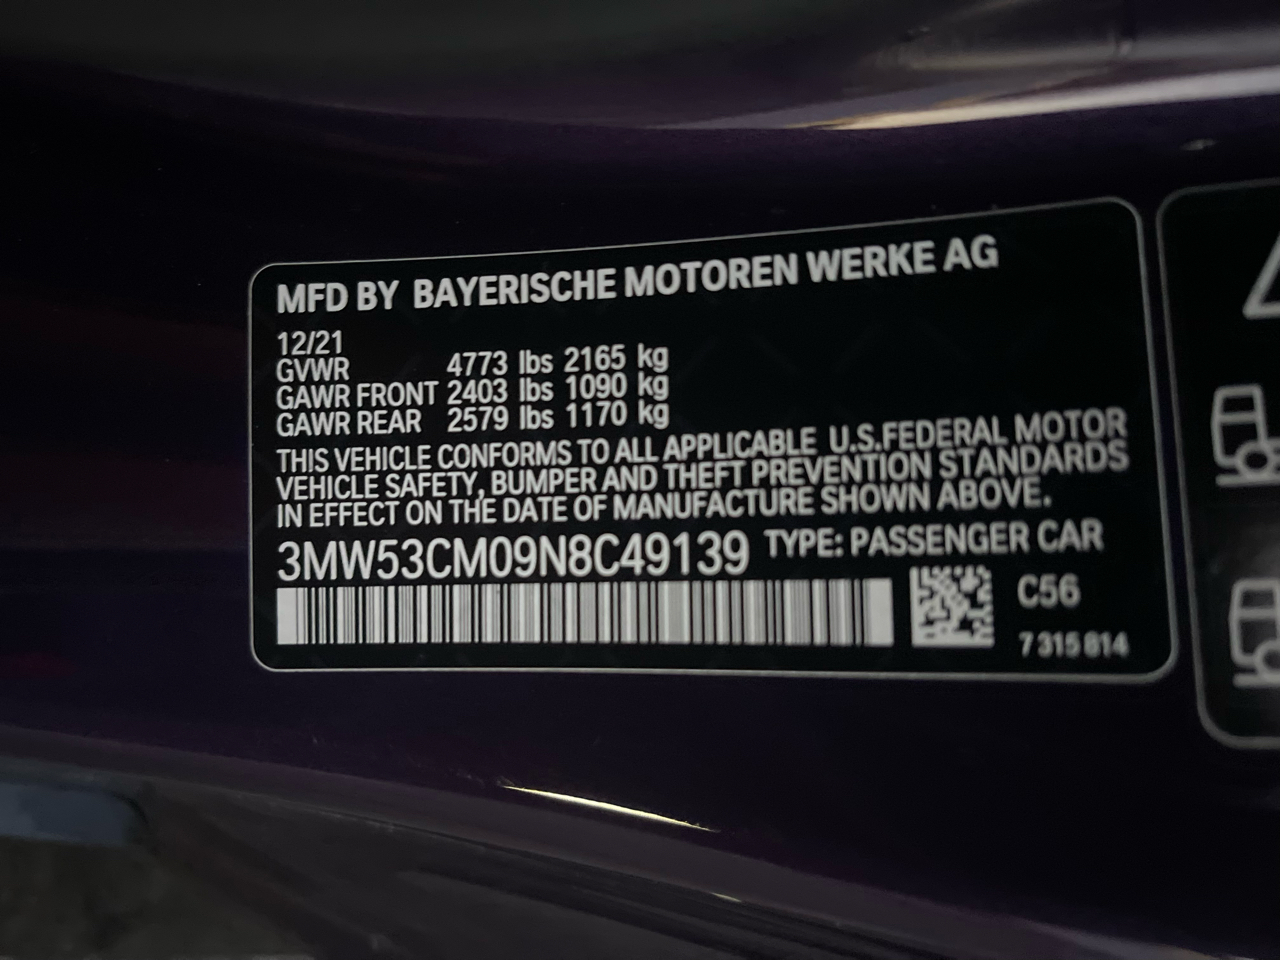 MFD BY BAYERISCHE MOTOREN WERKE AG
12/21
GVWR 4773 lbs 2165 kg
GAWR FRONT 2403 lbs 1090 kg
GAWR REAR 2579 lbs 1170 kg
THIS VEHICLE CONFORMS TO ALL APPLICABLE U.S.FEDERAL MOTOR
VEHICLE SAFETY, BUMPER AND THEFT PREVENTION STANDARDS
IN EFFECT ON THE DATE OF MANUFACTURE SHOWN ABOVE.
3MW53CM09N8C49139 TYPE: PASSENGER CAR
C56
7 315 814